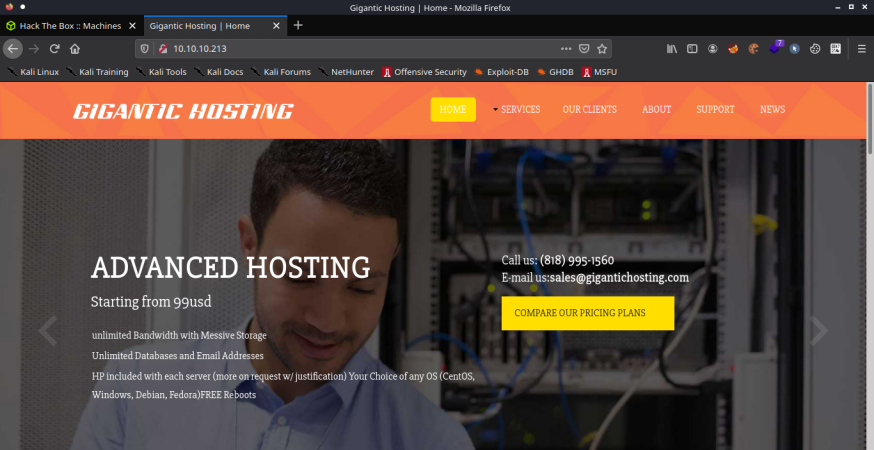 Gigantic Hosting | Home - Mozilla Firefox
Hack The Box :: Machines
Gigantic Hosting | Home
10.10.10.213
7
Kali Linux Kali Training Kali Tools Kali Docs Kali Forums NetHunter Offensive Security Exploit-DB GHDB MSFU
GIGANTIC HOSTING
HOME SERVICES OUR CLIENTS ABOUT SUPPORT NEWS
ADVANCED HOSTING
Starting from 99usd
unlimited Bandwidth with Messive Storage
Unlimited Databases and Email Addresses
HP included with each server (more on request w/ justification) Your Choice of any OS (CentOS,
Windows, Debian, Fedora)FREE Reboots
Call us: (818) 995-1560
E-mail us:sales@gigantichosting.com
COMPARE OUR PRICING PLANS